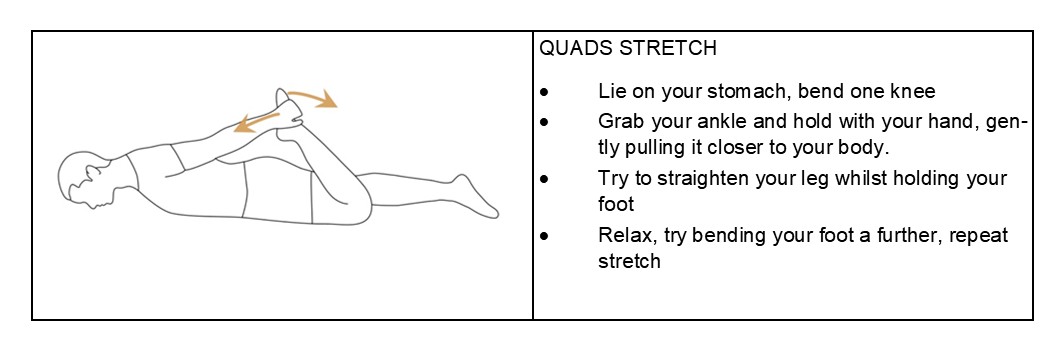 QUADS STRETCH
● Lie on your stomach, bend one knee
● Grab your ankle and hold with your hand, gen-
tly pulling it closer to your body.
● Try to straighten your leg whilst holding your
foot
● Relax, try bending your foot a further, repeat
stretch